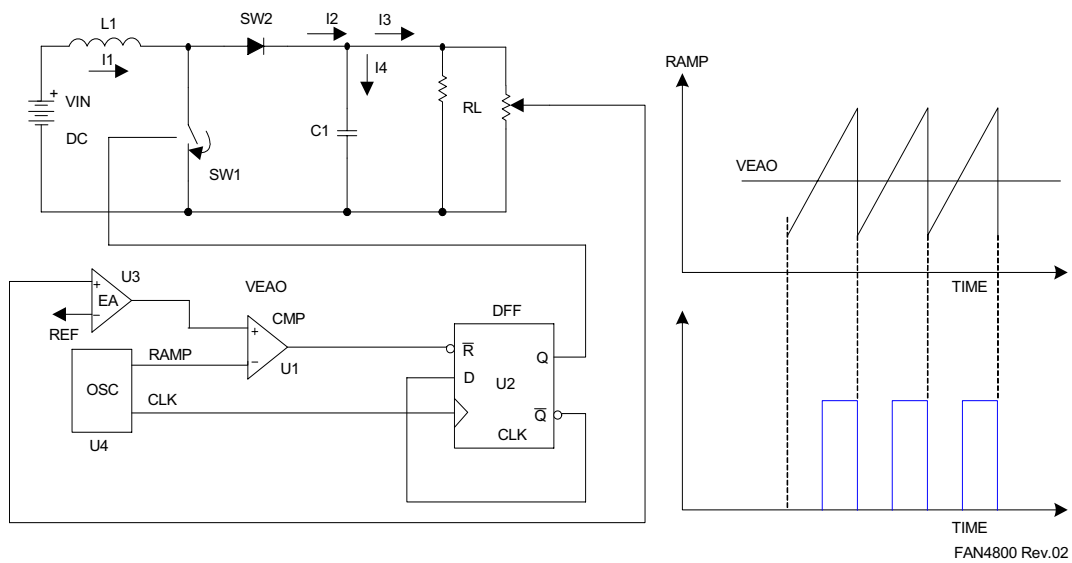 L1
SW2
I2
I3
I1
I4
+
VIN
DC
C1
RL
SW1
RAMP
VEAO
TIME
U3
+
EA
−
REF
VEAO
CMP
+
−
U1
RAMP
OSC
CLK
U4
DFF
R̅
Q
D
U2
Q̅
CLK
TIME
FAN4800 Rev.02